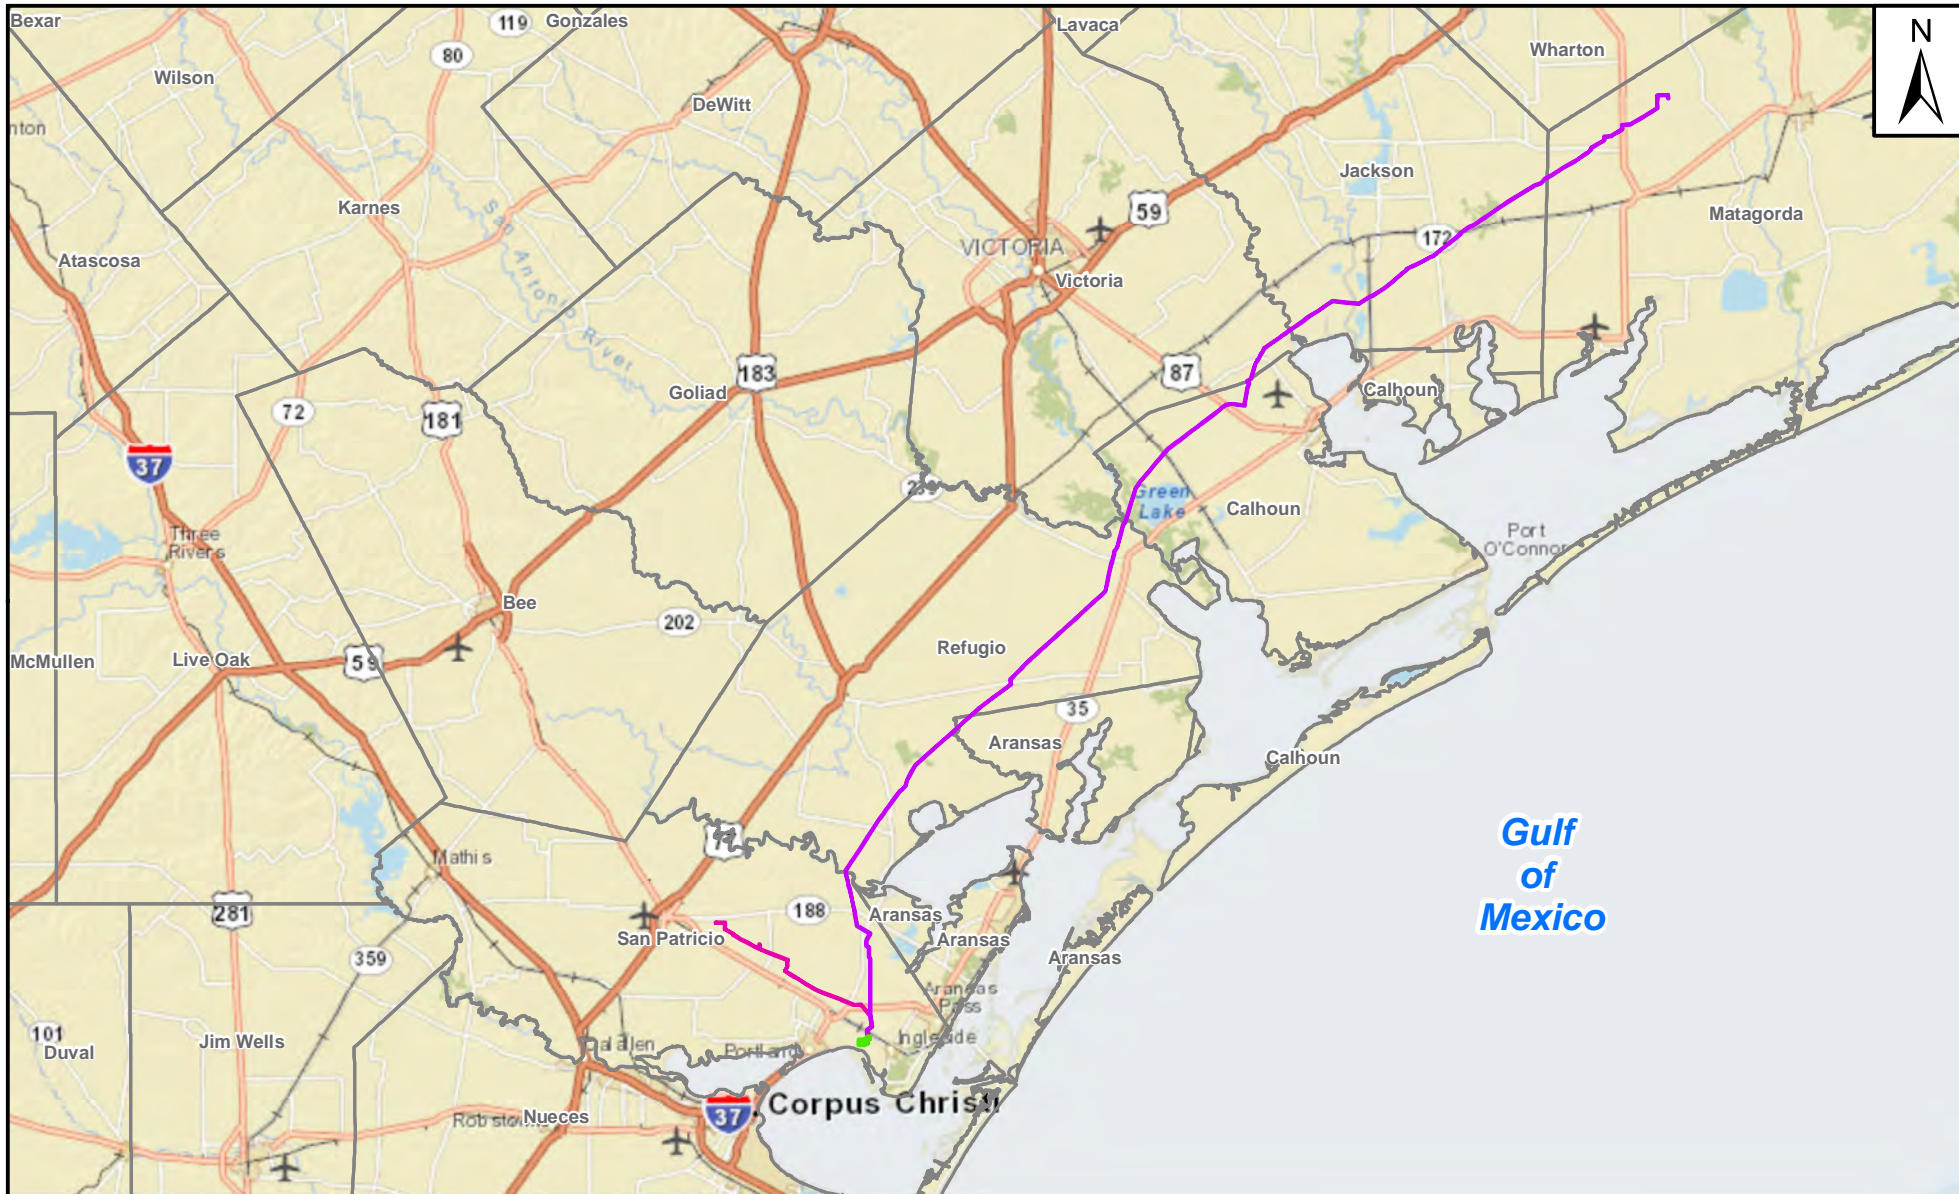 Bexar
119
Gonzales
Lavaca
N
Wilson
80
Wharton
DeWitt
nton
Jackson
Karnes
59
Matagorda
172
VICTORIA
Atascosa
San Antonio River
Victoria
183
87
Goliad
Calhoun
72
181
37
239
Green
Lake
Calhoun
Three
Rivers
Port
O'Connor
Bee
202
Refugio
McMullen
Live Oak
59
35
Aransas
Calhoun
77
Gulf
of
Mexico
Mathis
281
188
Aransas
San Patricio
Aransas
359
Aransas
Aransas
Pass
101
Duval
Jim Wells
Calallen
Portland
Ingleside
37
Corpus Christi
Robstown
Nueces